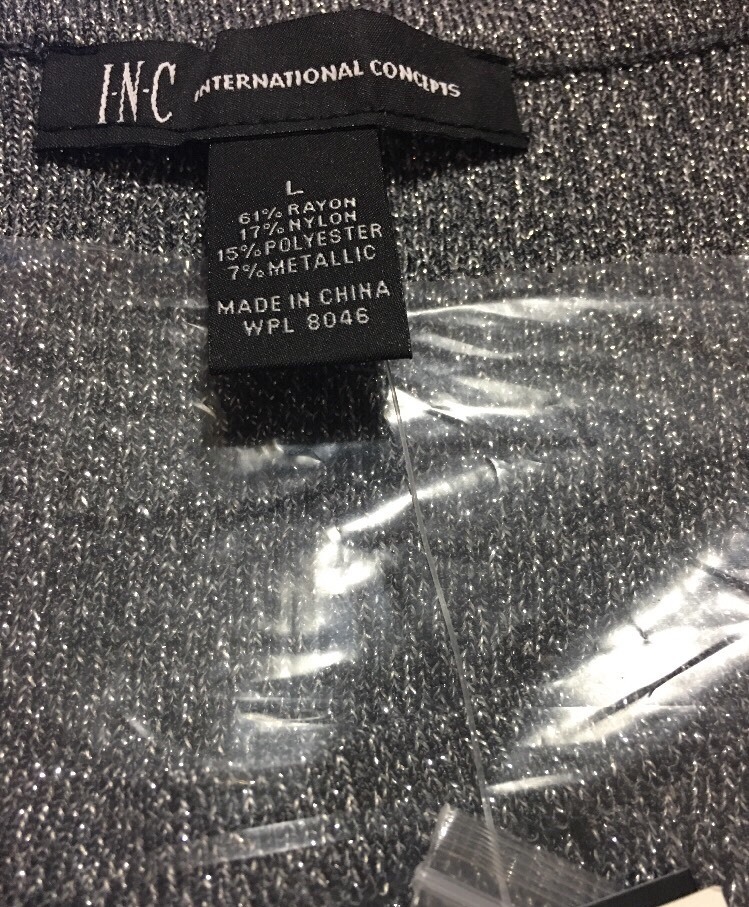 I·N·C INTERNATIONAL CONCEPTS
L
61% RAYON
17% NYLON
15% POLYESTER
7% METALLIC
MADE IN CHINA
WPL 8046